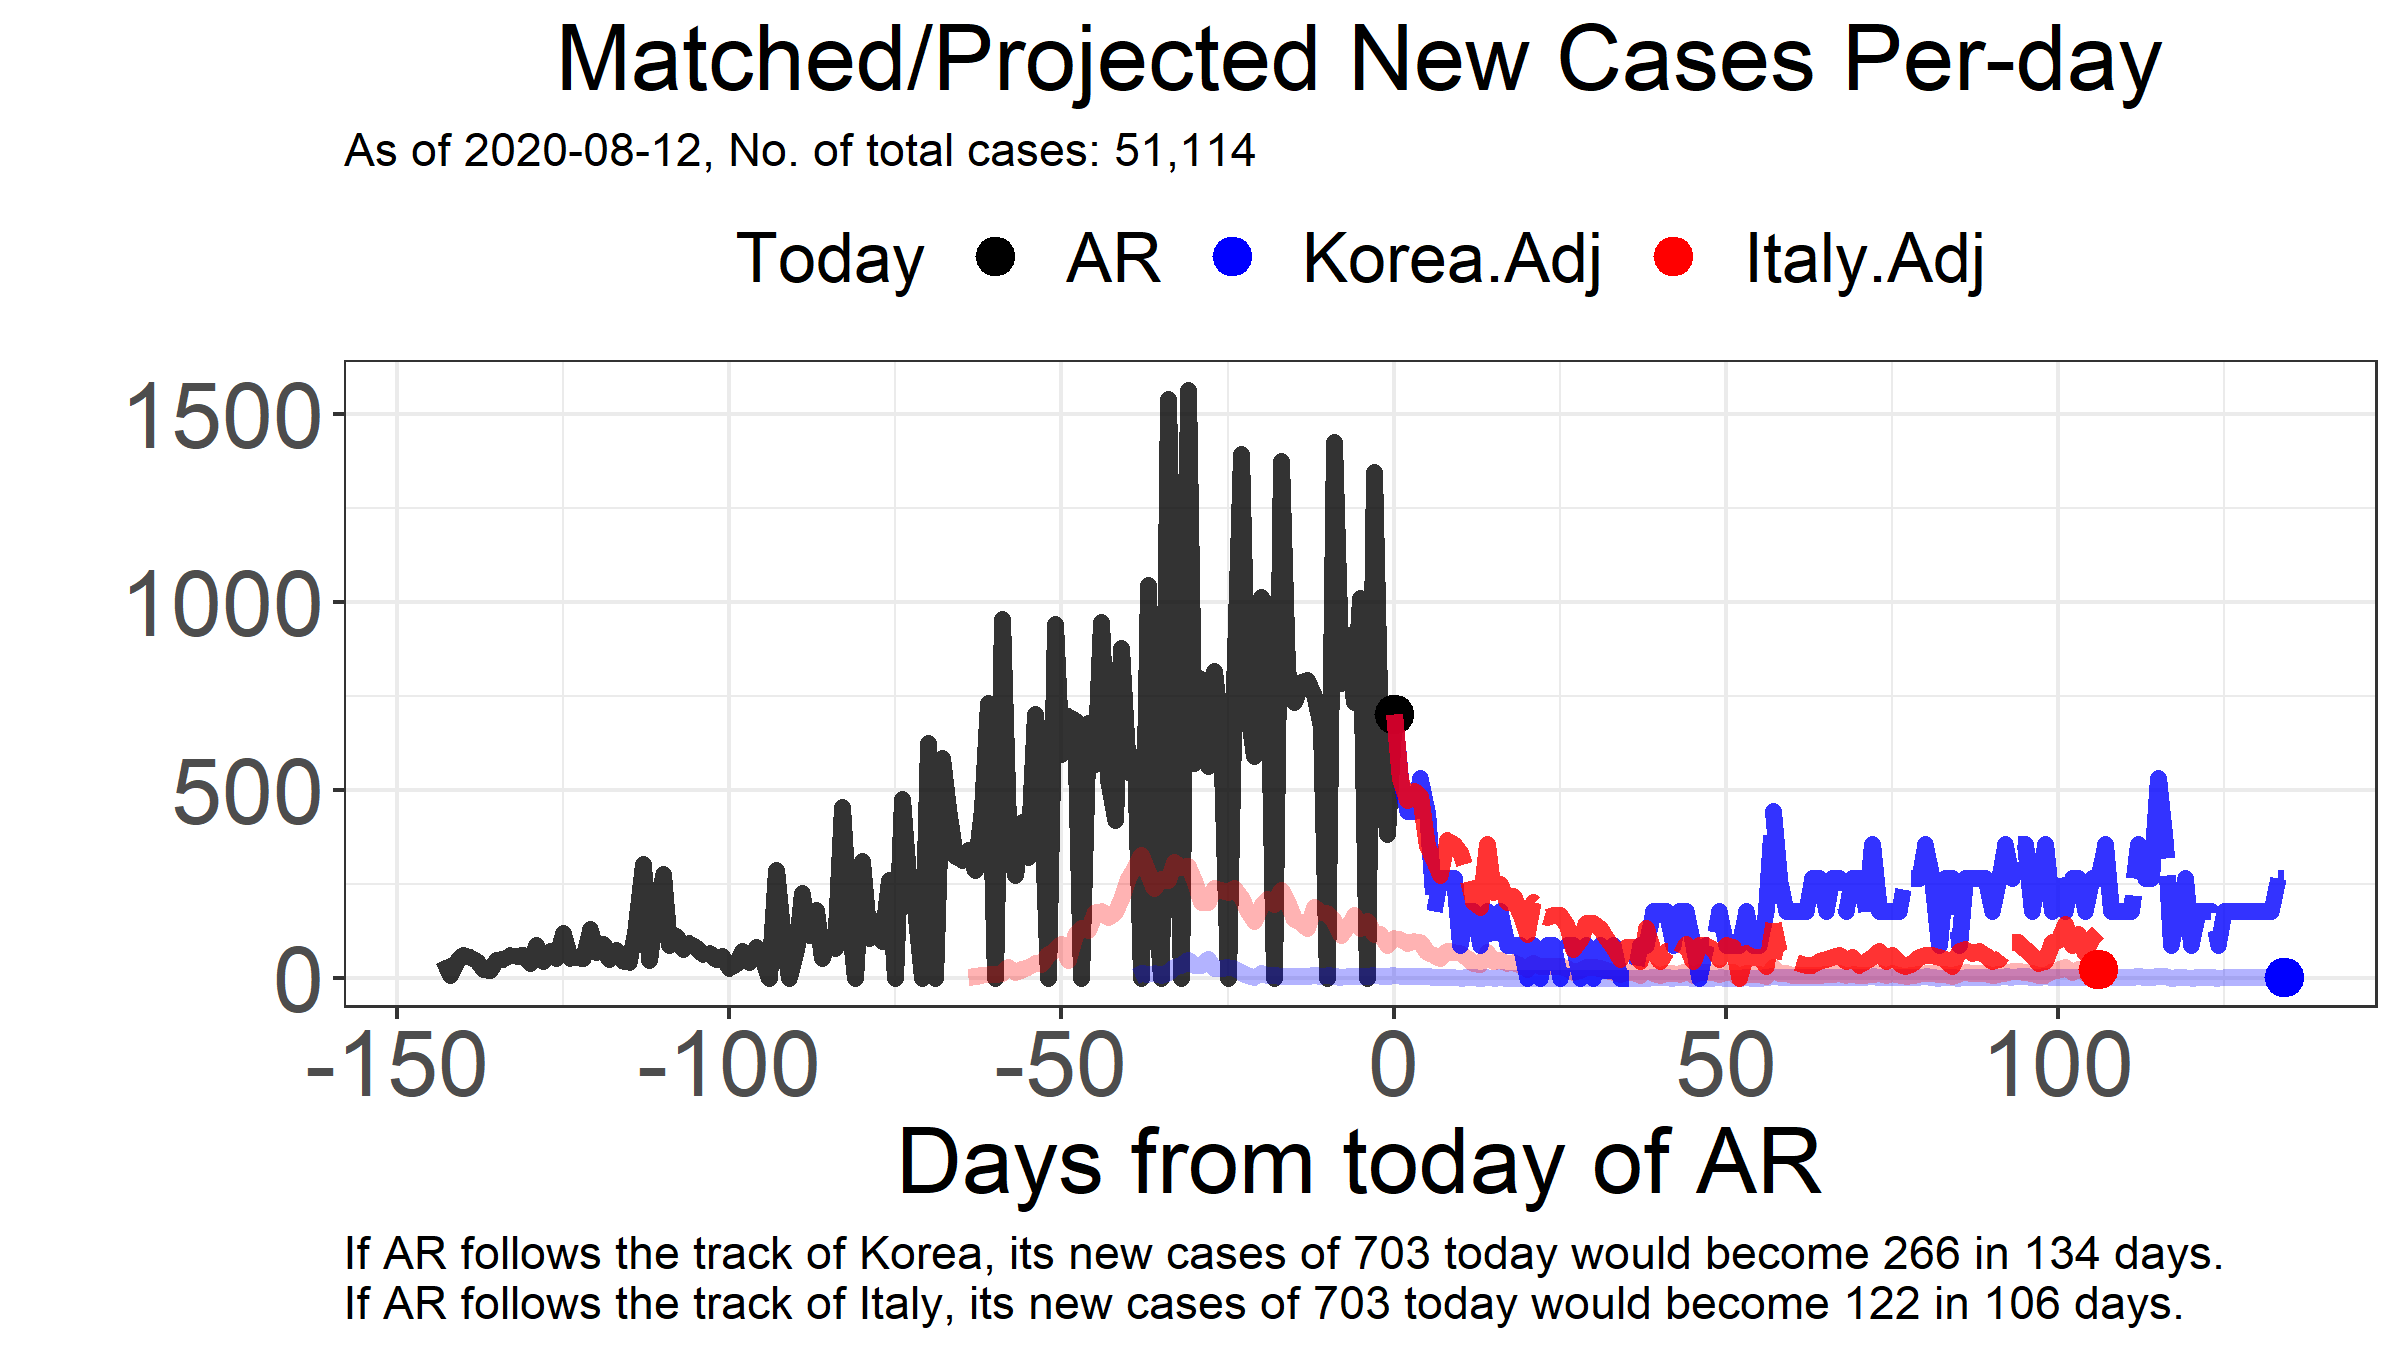 Matched/Projected New Cases Per-day
As of 2020-08-12, No. of total cases: 51,114
Today AR Korea.Adj Italy.Adj
1500
1000
500
0
-150 -100 -50 0 50 100
Days from today of AR
If AR follows the track of Korea, its new cases of 703 today would become 266 in 134 days.
If AR follows the track of Italy, its new cases of 703 today would become 122 in 106 days.